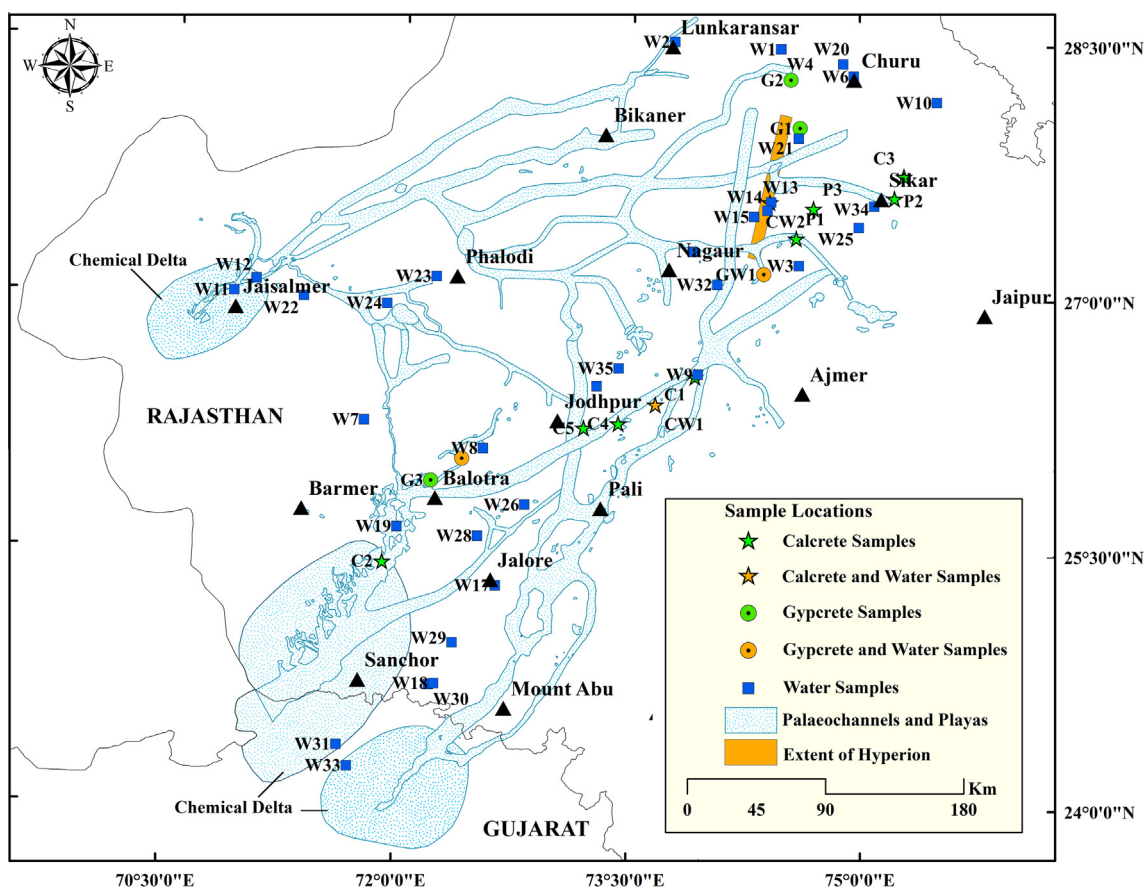 N
W
E
S
Lunkaransar
W2
W1
W20
W4
G2
W6
Churu
W10
28°30'0"N
Bikaner
G1
W21
C3
Sikar
W13
P3
W14
W15
CW2
P1
W34
P2
W25
Chemical Delta
W12
W11
Jaisalmer
W22
Phalodi
W23
W24
Nagaur
GW1
W3
W32
27°0'0"N
Jaipur
W35
W9
Ajmer
RAJASTHAN
W7
Jodhpur
C1
C5
C4
CW1
W8
G3
Balotra
Barmer
W26
Pali
W19
W28
C2
Jalore
W17
25°30'0"N
W29
Sanchor
W18
W30
Mount Abu
W31
W33
Chemical Delta
GUJARAT
24°0'0"N
Sample Locations
Calcrete Samples
Calcrete and Water Samples
Gypcrete Samples
Gypcrete and Water Samples
Water Samples
Palaeochannels and Playas
Extent of Hyperion
Km
0 45 90 180
70°30'0"E 72°0'0"E 73°30'0"E 75°0'0"E